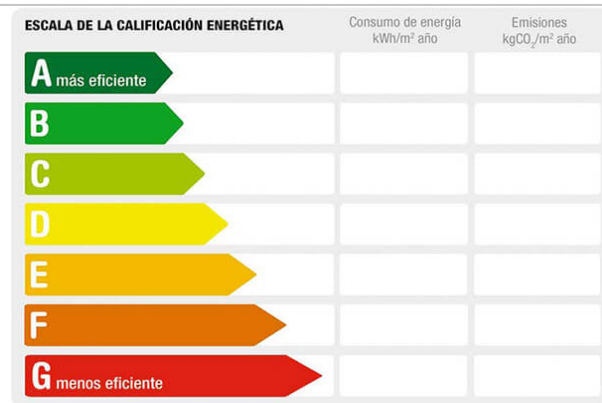 ESCALA DE LA CALIFICACIÓN ENERGÉTICA
Consumo de energía
kWh/m² año
Emisiones
kgCO₂/m² año
A más eficiente
B
C
D
E
F
G menos eficiente